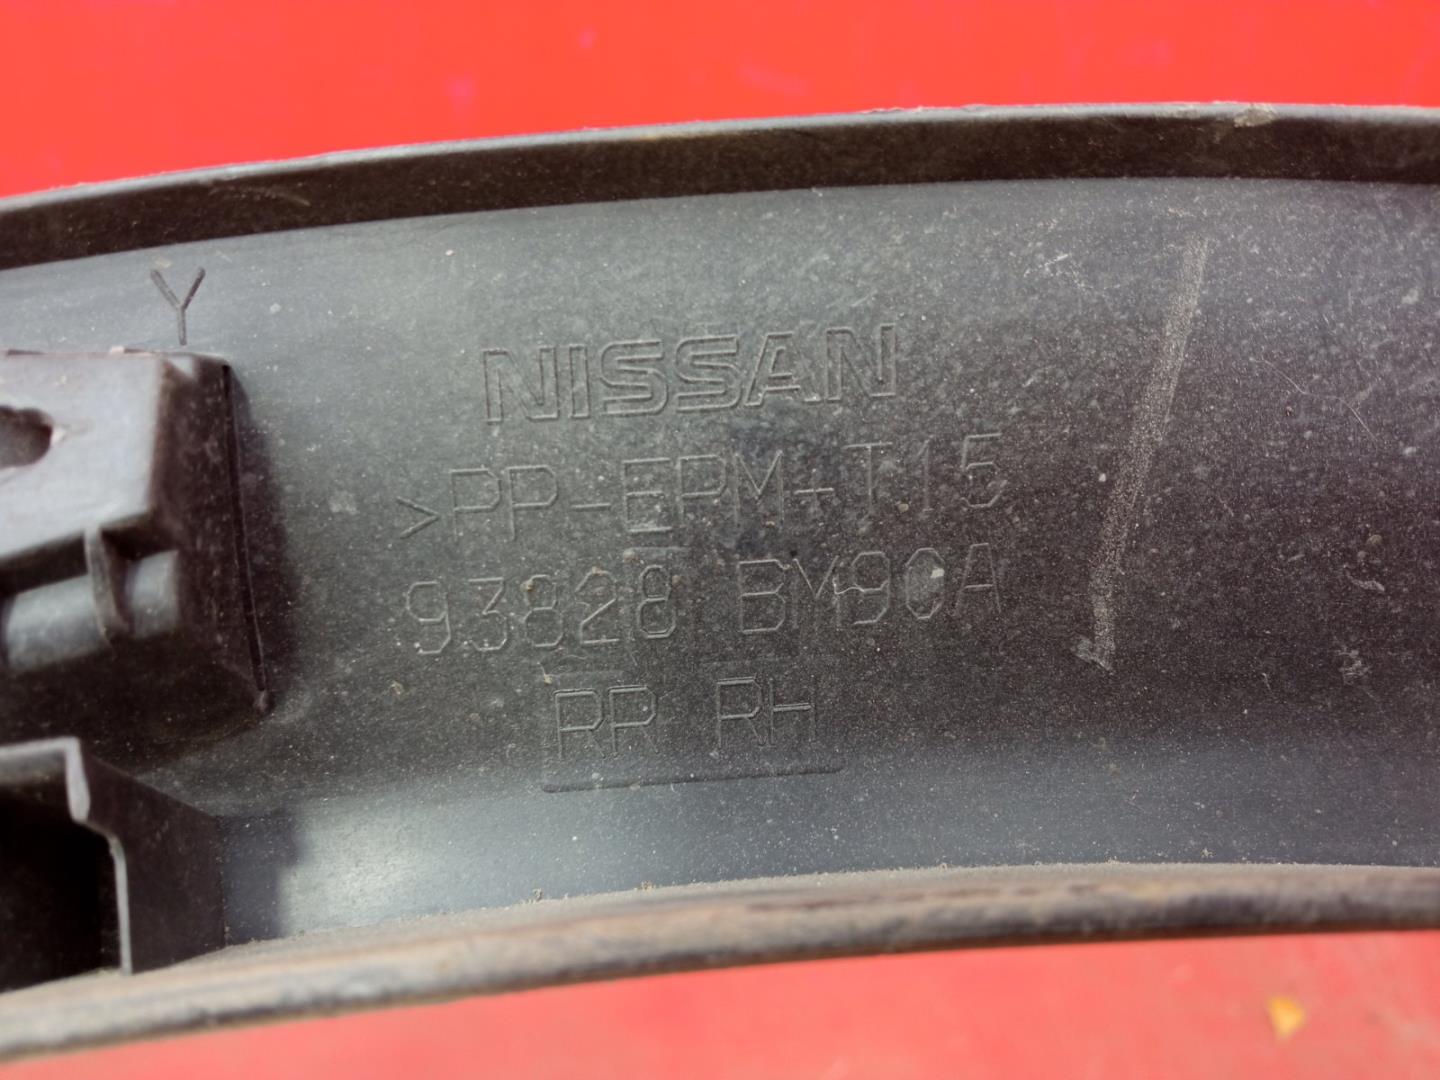 Y
NISSAN
>PP-EPM+T15
93828 BM90A
RR RH